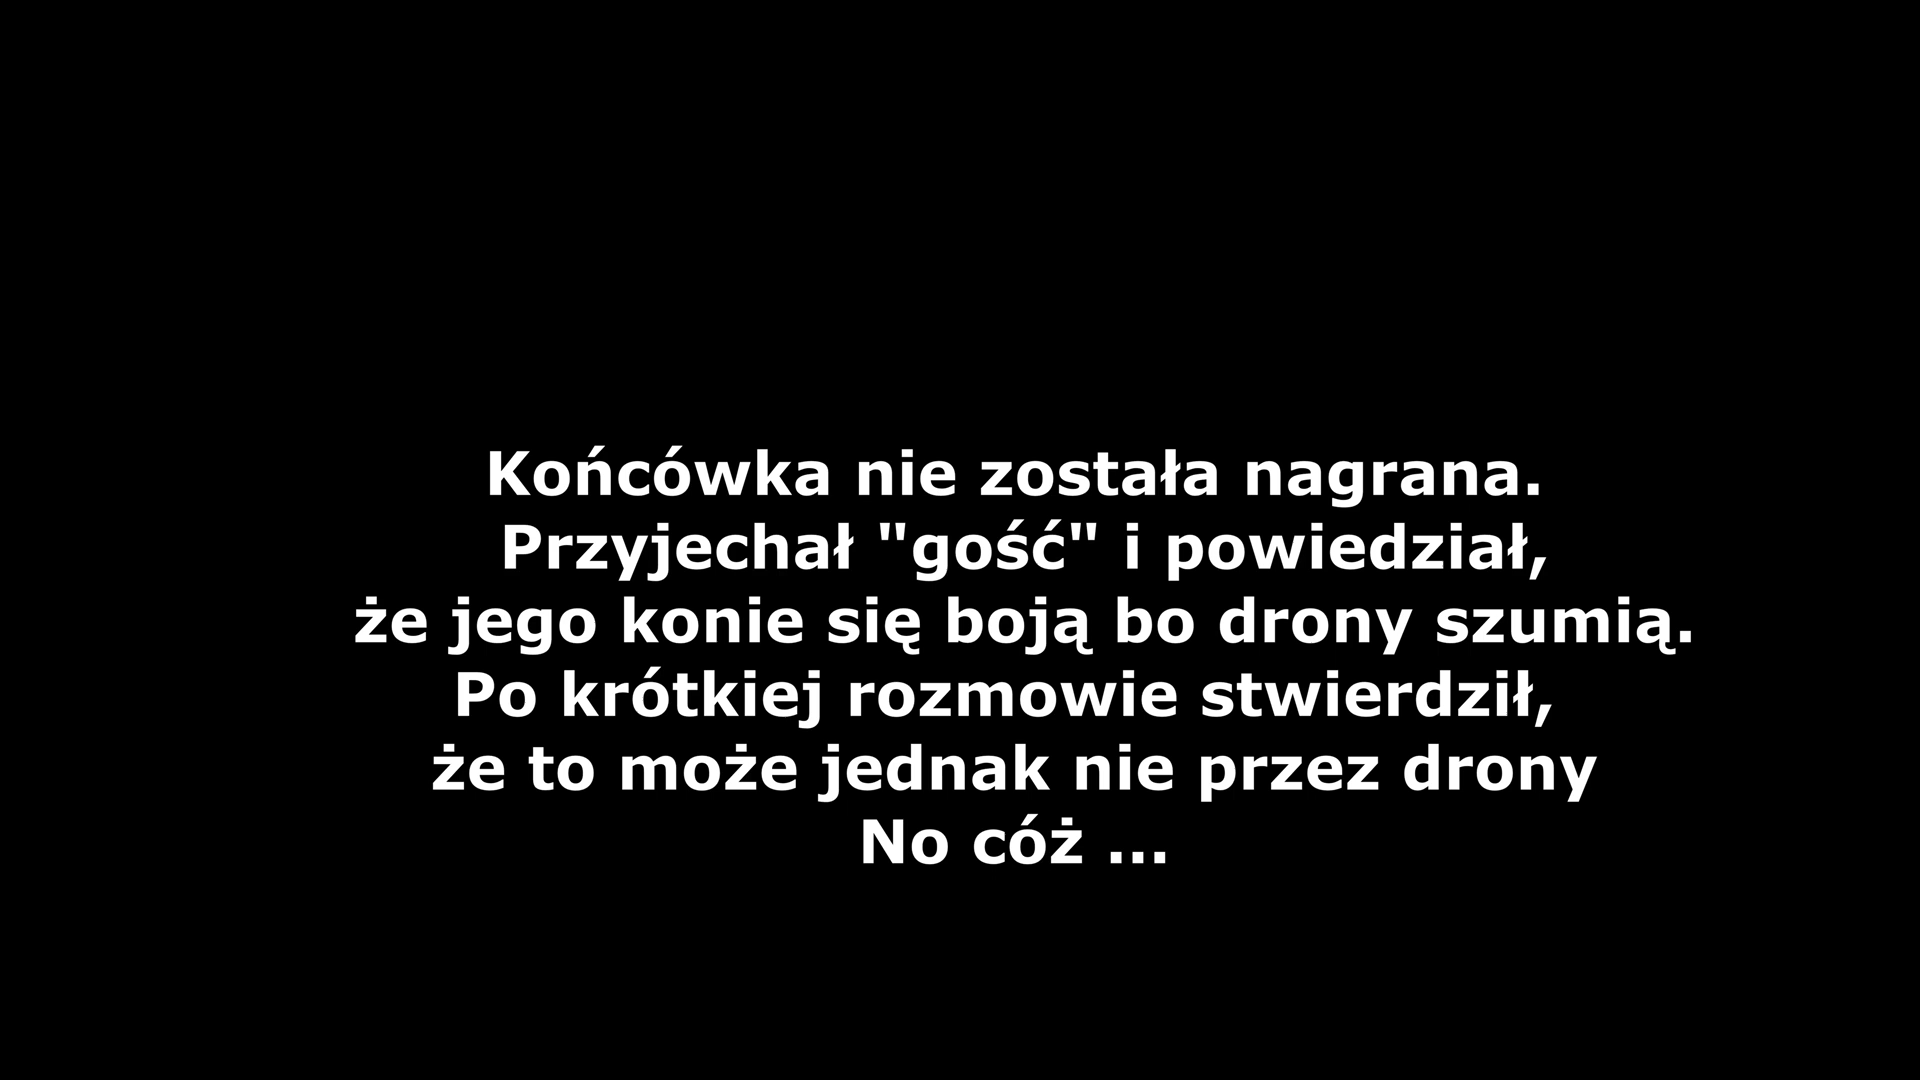 Końcówka nie została nagrana.
Przyjechał "gość" i powiedział,
że jego konie się boją bo drony szumią.
Po krótkiej rozmowie stwierdził,
że to może jednak nie przez drony
No cóż ...